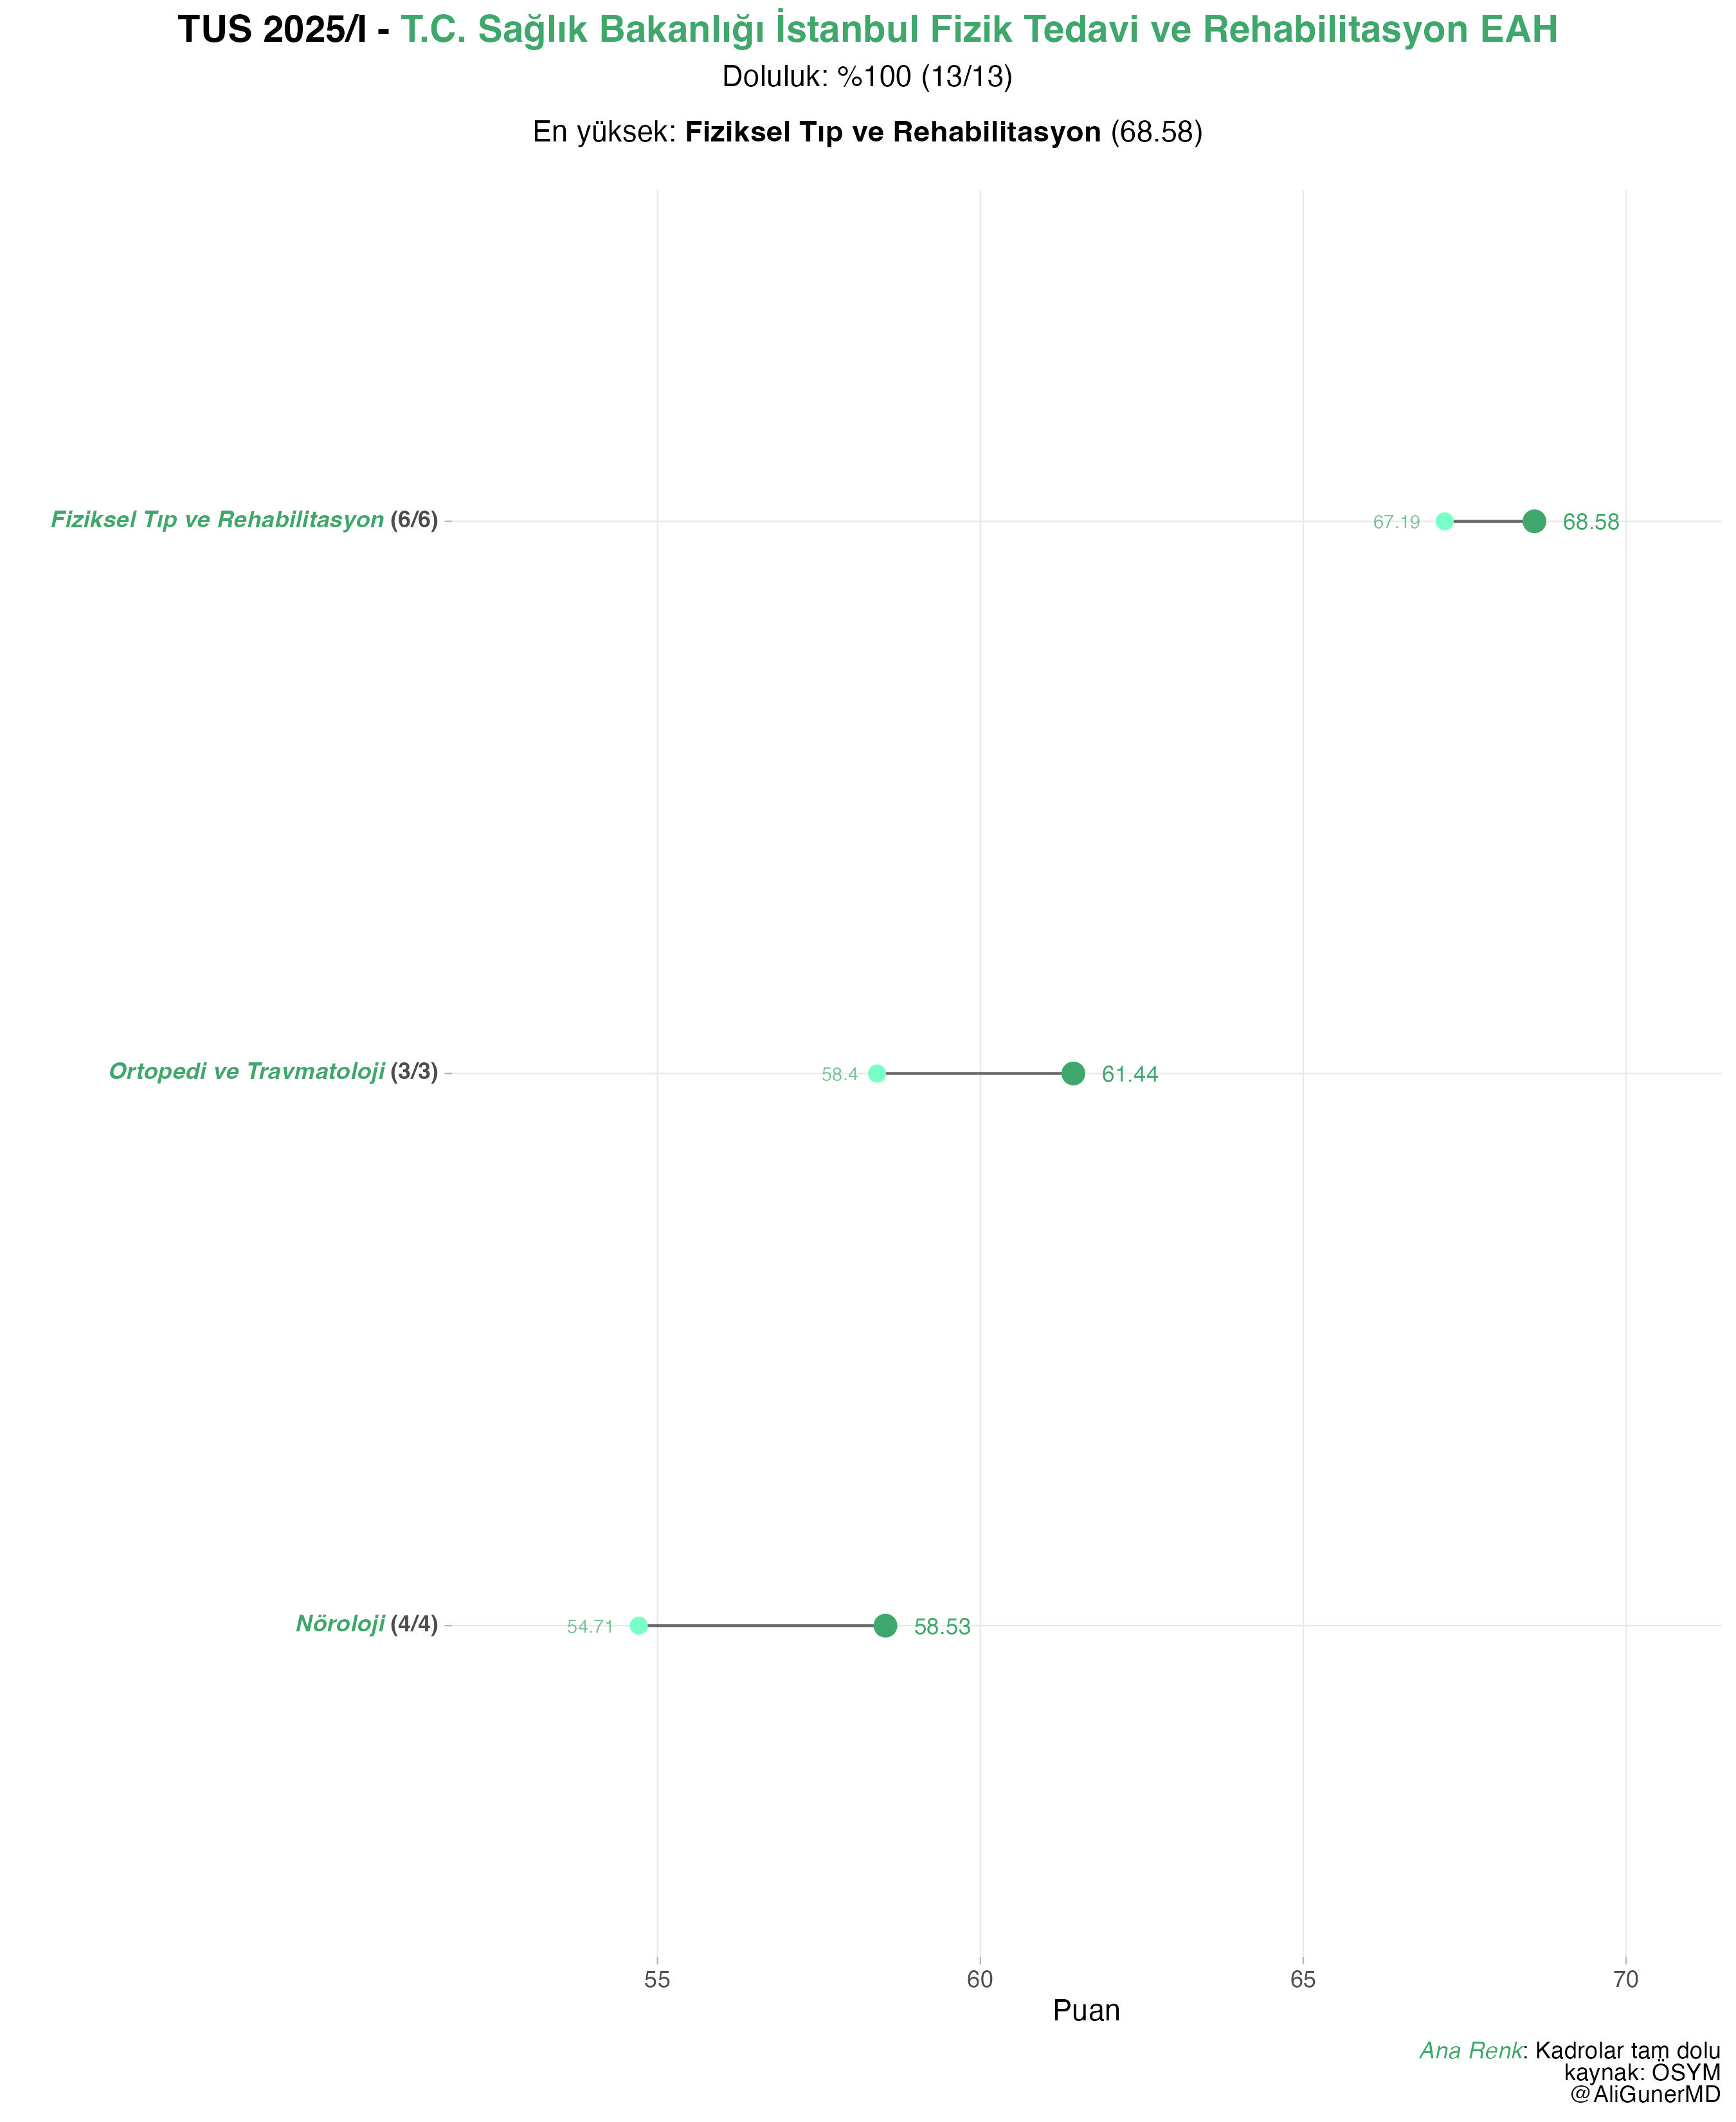 TUS 2025/I - T.C. Sağlık Bakanlığı İstanbul Fizik Tedavi ve Rehabilitasyon EAH
Doluluk: %100 (13/13)
En yüksek: Fiziksel Tıp ve Rehabilitasyon (68.58)
Fiziksel Tıp ve Rehabilitasyon (6/6) 67.19 68.58
Ortopedi ve Travmatoloji (3/3) 58.4 61.44
Nöroloji (4/4) 54.71 58.53
55 60 65 70
Puan
Ana Renk: Kadrolar tam dolu
kaynak: ÖSYM
@AliGunerMD